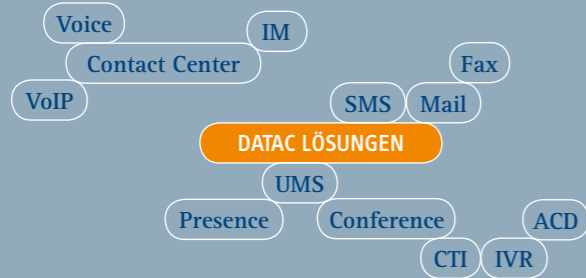 Voice
IM
Contact Center
Fax
VoIP
SMS
Mail
DATAC LÖSUNGEN
UMS
Presence
Conference
ACD
CTI
IVR